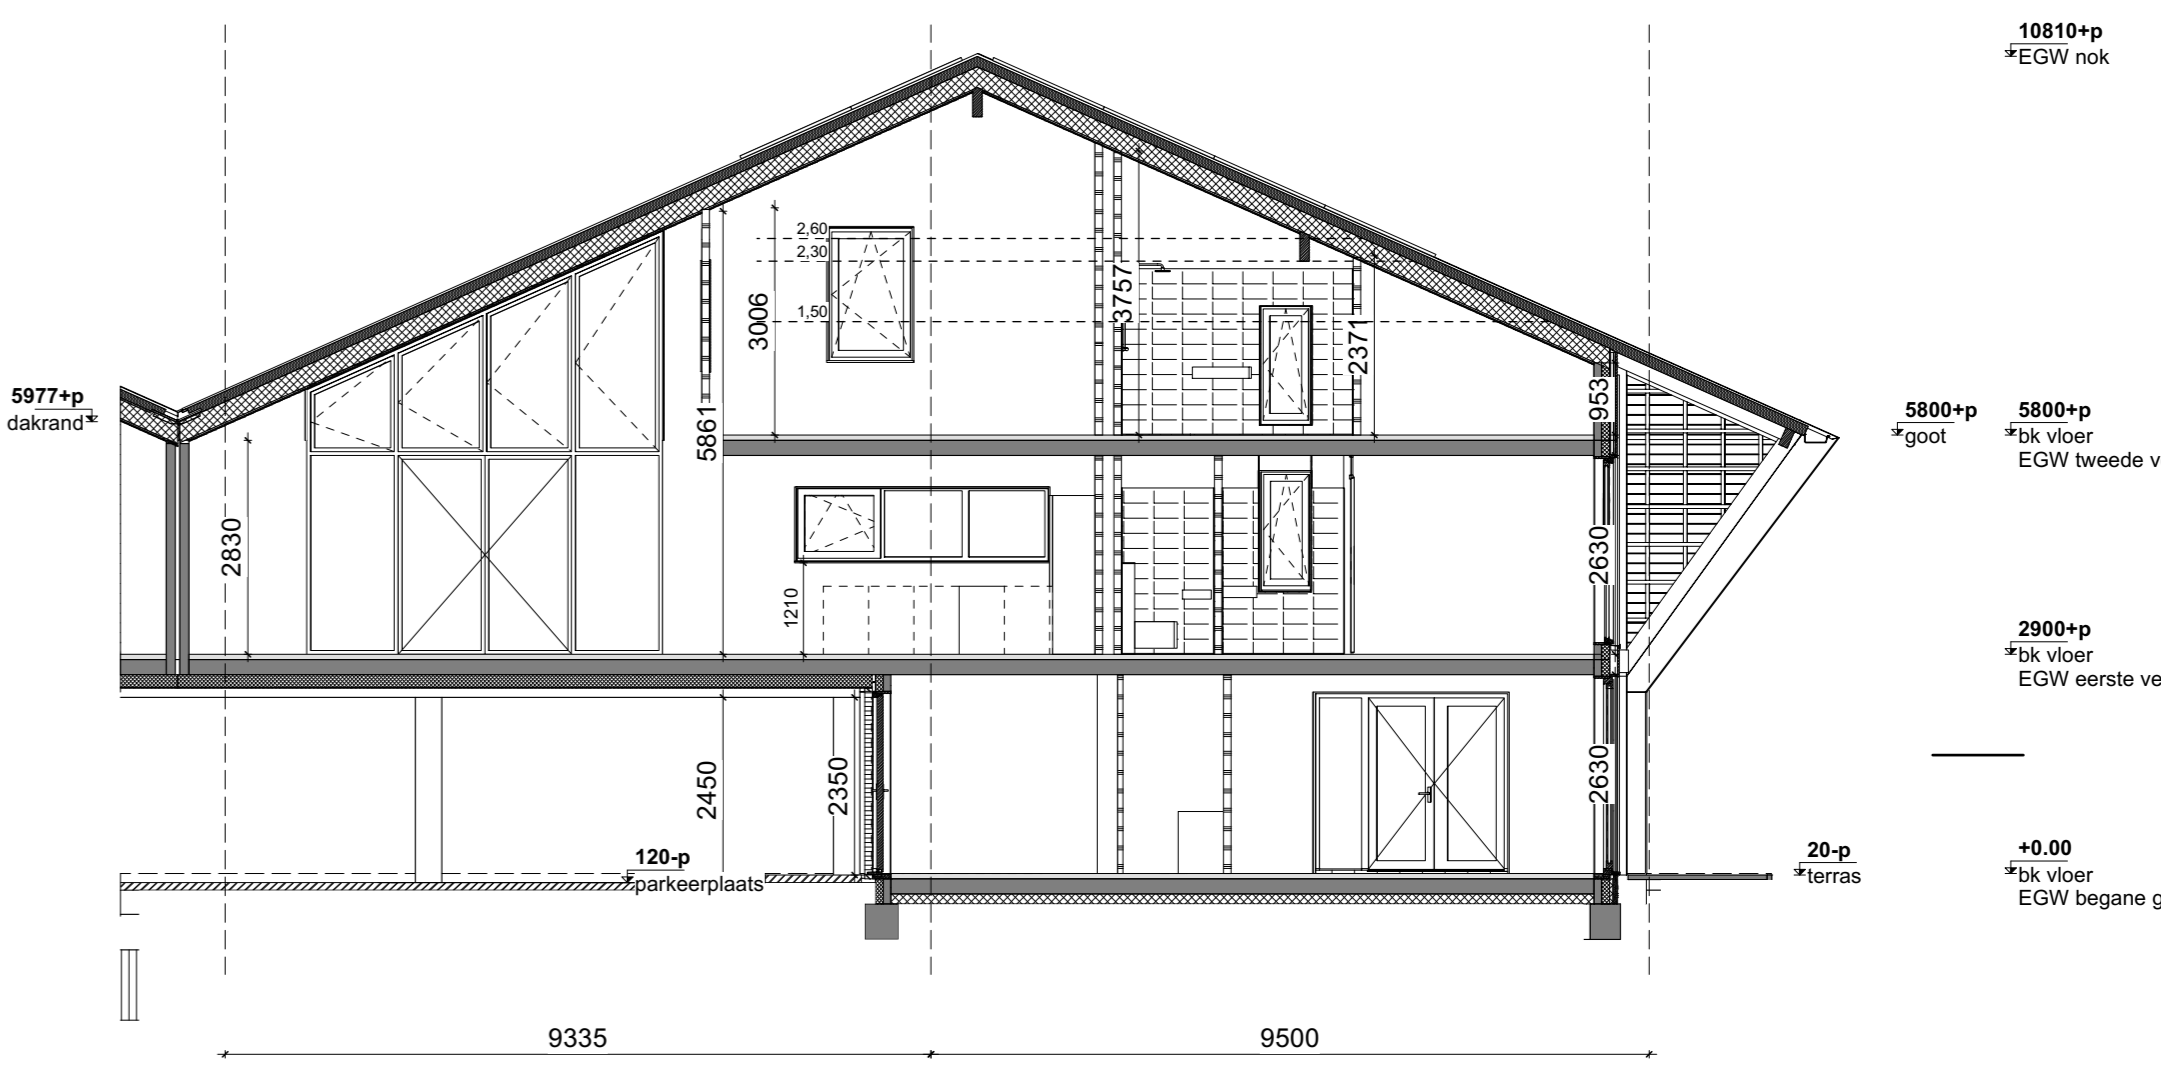 10810+p
EGW nok
2,60
2,30
1,50
3006
3757
2371
5861
953
5977+p
dakrand
5800+p
goot
5800+p
bk vloer
EGW tweede v
2830
1210
2630
2900+p
bk vloer
EGW eerste ve
2450
2350
2630
120-p
parkeerplaats
20-p
terras
+0.00
bk vloer
EGW begane g
9335
9500